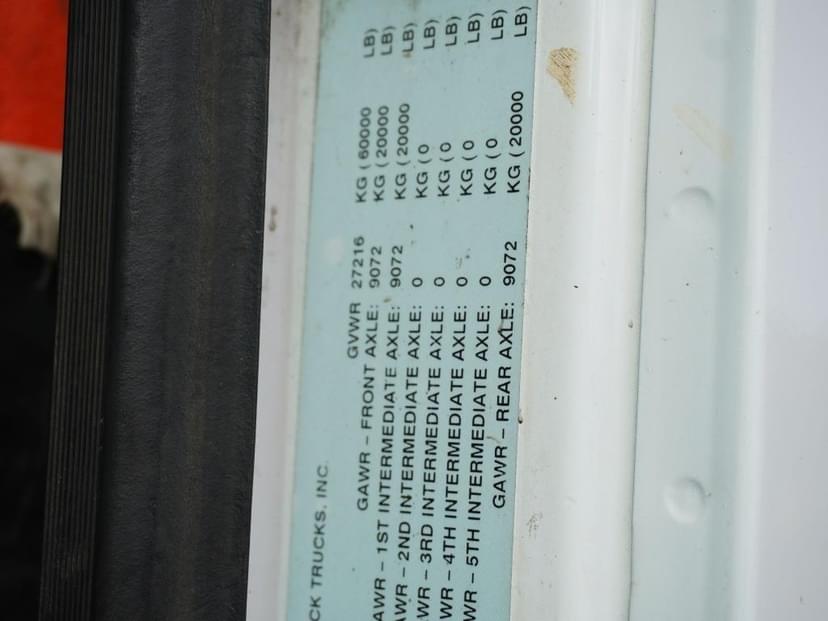 CK TRUCKS, INC.
GVWR 27216 KG (60000 LB)
GAWR – FRONT AXLE: 9072 KG (20000 LB)
AWR – 1ST INTERMEDIATE AXLE: 9072 KG (20000 LB)
AWR – 2ND INTERMEDIATE AXLE: 0 KG (0 LB)
WR – 3RD INTERMEDIATE AXLE: 0 KG (0 LB)
WR – 4TH INTERMEDIATE AXLE: 0 KG (0 LB)
WR – 5TH INTERMEDIATE AXLE: 0 KG (0 LB)
GAWR – REAR AXLE: 9072 KG (20000 LB)